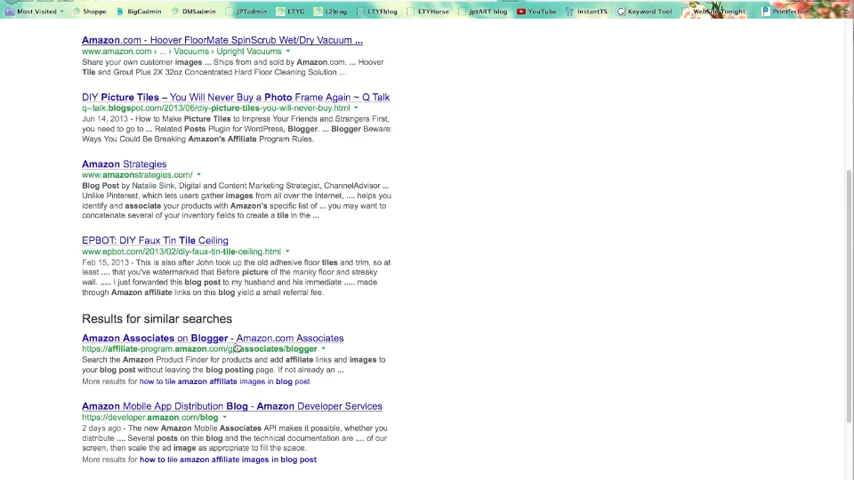 Most Visited Shoppe BigCadmin DMSadmin JPTadmin LTYG L2blog LTYFblog LTYHorse jptART blog YouTube InstantTS Keyword Tool Printfection
Amazon.com - Hoover FloorMate SpinScrub Wet/Dry Vacuum ...
www.amazon.com › ... › Vacuums › Upright Vacuums
Share your own customer images ... Ships from and sold by Amazon.com. ... Hoover
Tile and Grout Plus 2X 32oz Concentrated Hard Floor Cleaning Solution ...
DIY Picture Tiles – You Will Never Buy a Photo Frame Again ~ Q Talk
q--talk.blogspot.com/2013/06/diy-picture-tiles-you-will-never-buy.html
Jun 14, 2013 - How to Make Picture Tiles to Impress Your Friends and Strangers First,
you need to go to ... Related Posts Plugin for WordPress, Blogger. ... Blogger Beware:
Ways You Could Be Breaking Amazon's Affiliate Program Rules.
Amazon Strategies
www.amazonstrategies.com/
Blog Post by Natalie Sink, Digital and Content Marketing Strategist, ChannelAdvisor ...
Unlike Pinterest, which lets users gather images from all over the Internet, .... helps you
identify and associate your products with Amazon's specific list of ... you may want to
concatenate several of your inventory fields to create a tile in the ...
EPBOT: DIY Faux Tin Tile Ceiling
www.epbot.com/2013/02/diy-faux-tin-tile-ceiling.html
Feb 15, 2013 - This is also after John took up the old adhesive floor tiles and trim, so at
least .... that you've watermarked that Before picture of the manky floor and streaky
wall. ..... I just forwarded this blog post to my husband and his immediate ..... made
through Amazon affiliate links on this blog yield a small referral fee.
Results for similar searches
Amazon Associates on Blogger - Amazon.com Associates
https://affiliate-program.amazon.com/gp/associates/blogger
Search the Amazon Product Finder for products and add affiliate links and images to
your blog post without leaving the blog posting page. If not already an ...
More results for how to tile amazon affiliate images in blog post
Amazon Mobile App Distribution Blog - Amazon Developer Services
https://developer.amazon.com/blog
2 days ago - The new Amazon Mobile Associates API makes it possible, whether you
distribute .... Several posts on this blog and the technical documentation are .... of our
screen, then scale the ad image as appropriate to fill the space.
More results for how to tile amazon affiliate images in blog post